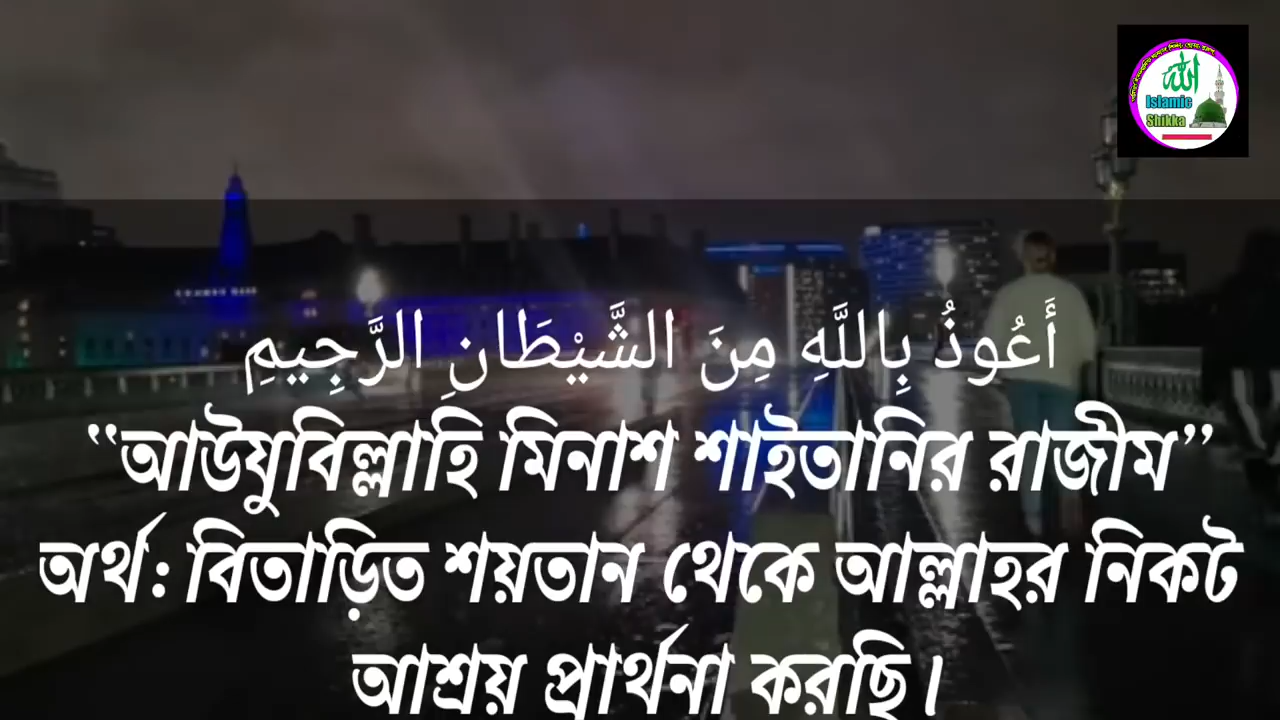 الله
Islamic
Shikka
أَعُوذُ بِاللَّهِ مِنَ الشَّيْطَانِ الرَّجِيمِ
“আউযুবিল্লাহি মিনাশ শাইতানির রাজীম”
অর্থ: বিতাড়িত শয়তান থেকে আল্লাহর নিকট
আশ্রয় প্রার্থনা করছি।